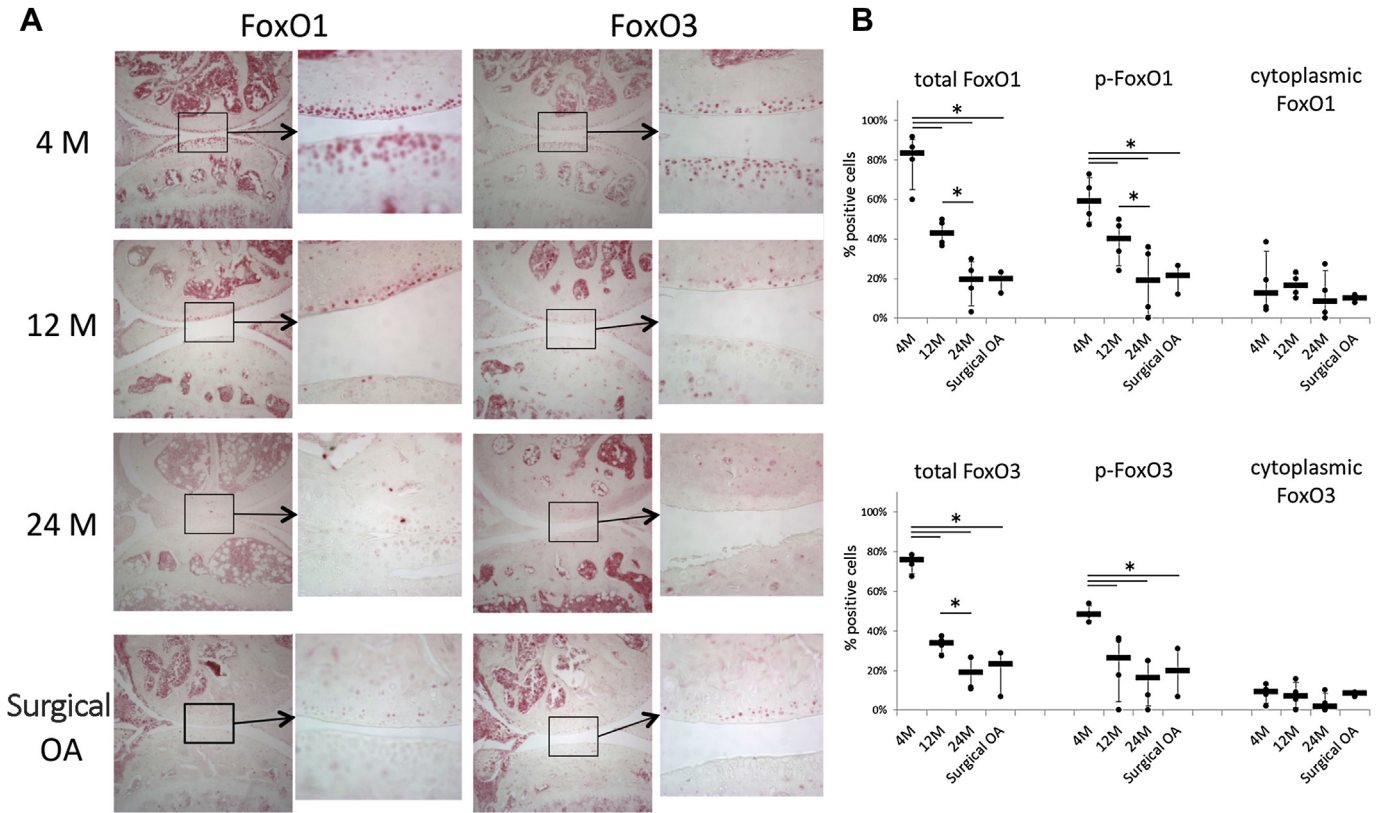 A
FoxO1
FoxO3
4 M
12 M
24 M
Surgical
OA
B
total FoxO1
p-FoxO1
cytoplasmic
FoxO1
% positive cells
100%
80%
60%
40%
20%
0%
*
*
*
*
4M
12M
24M
Surgical OA
4M
12M
24M
Surgical OA
4M
12M
24M
Surgical OA
total FoxO3
p-FoxO3
cytoplasmic
FoxO3
% positive cells
100%
80%
60%
40%
20%
0%
*
*
*
4M
12M
24M
Surgical OA
4M
12M
24M
Surgical OA
4M
12M
24M
Surgical OA